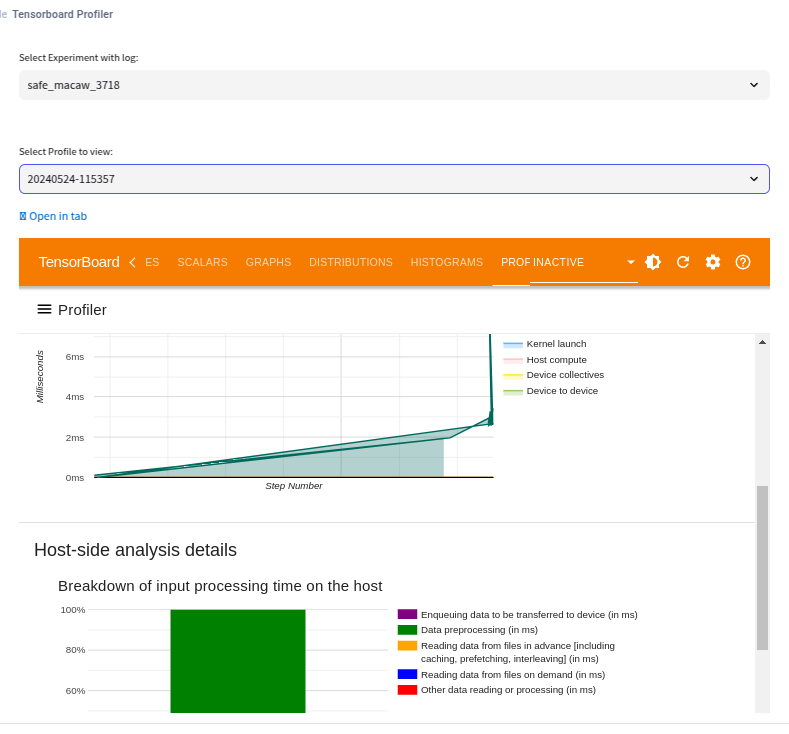 Tensorboard Profiler
Select Experiment with log:
safe_macaw_3718
Select Profile to view:
20240524-115357
Open in tab
TensorBoard ES SCALARS GRAPHS DISTRIBUTIONS HISTOGRAMS PROF INACTIVE
Profiler
Milliseconds
6ms
4ms
2ms
0ms
Step Number
Kernel launch
Host compute
Device collectives
Device to device
Host-side analysis details
Breakdown of input processing time on the host
100%
80%
60%
Enqueuing data to be transferred to device (in ms)
Data preprocessing (in ms)
Reading data from files in advance [including
caching, prefetching, interleaving] (in ms)
Reading data from files on demand (in ms)
Other data reading or processing (in ms)